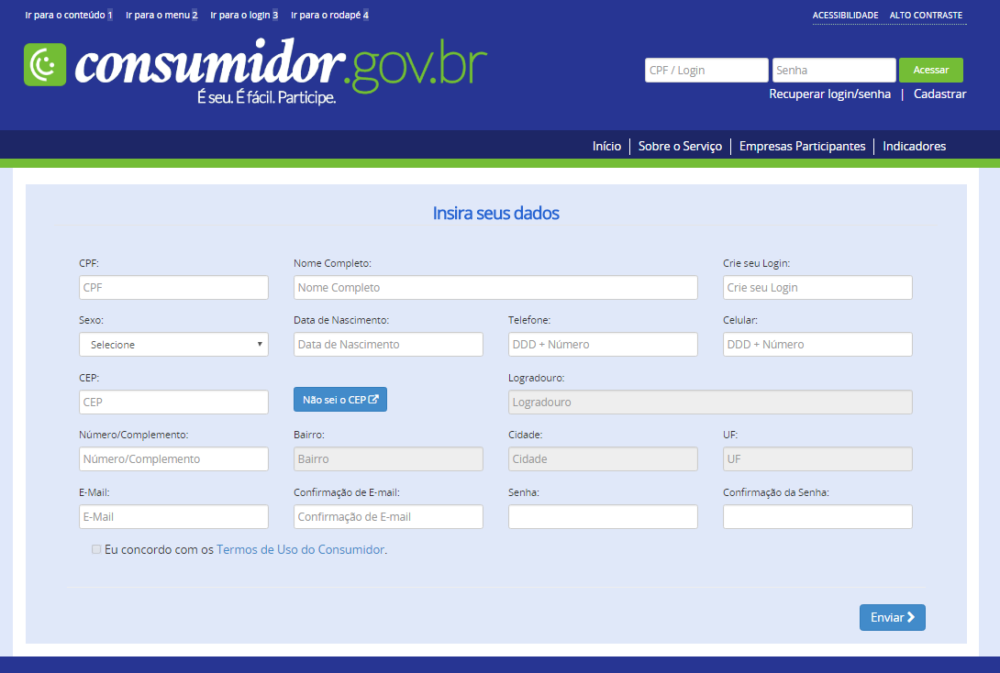 Ir para o conteúdo 1 Ir para o menu 2 Ir para o login 3 Ir para o rodapé 4 ACESSIBILIDADE ALTO CONTRASTE
consumidor.gov.br
É seu. É fácil. Participe.
CPF / Login Senha Acessar
Recuperar login/senha | Cadastrar
Início | Sobre o Serviço | Empresas Participantes | Indicadores
Insira seus dados
CPF: Nome Completo: Crie seu Login:
CPF Nome Completo Crie seu Login
Sexo: Data de Nascimento: Telefone: Celular:
Selecione Data de Nascimento DDD + Número DDD + Número
CEP: Logradouro:
CEP Não sei o CEP Logradouro
Número/Complemento: Bairro: Cidade: UF:
Número/Complemento Bairro Cidade UF
E-Mail: Confirmação de E-mail: Senha: Confirmação da Senha:
E-Mail Confirmação de E-mail
Eu concordo com os Termos de Uso do Consumidor.
Enviar